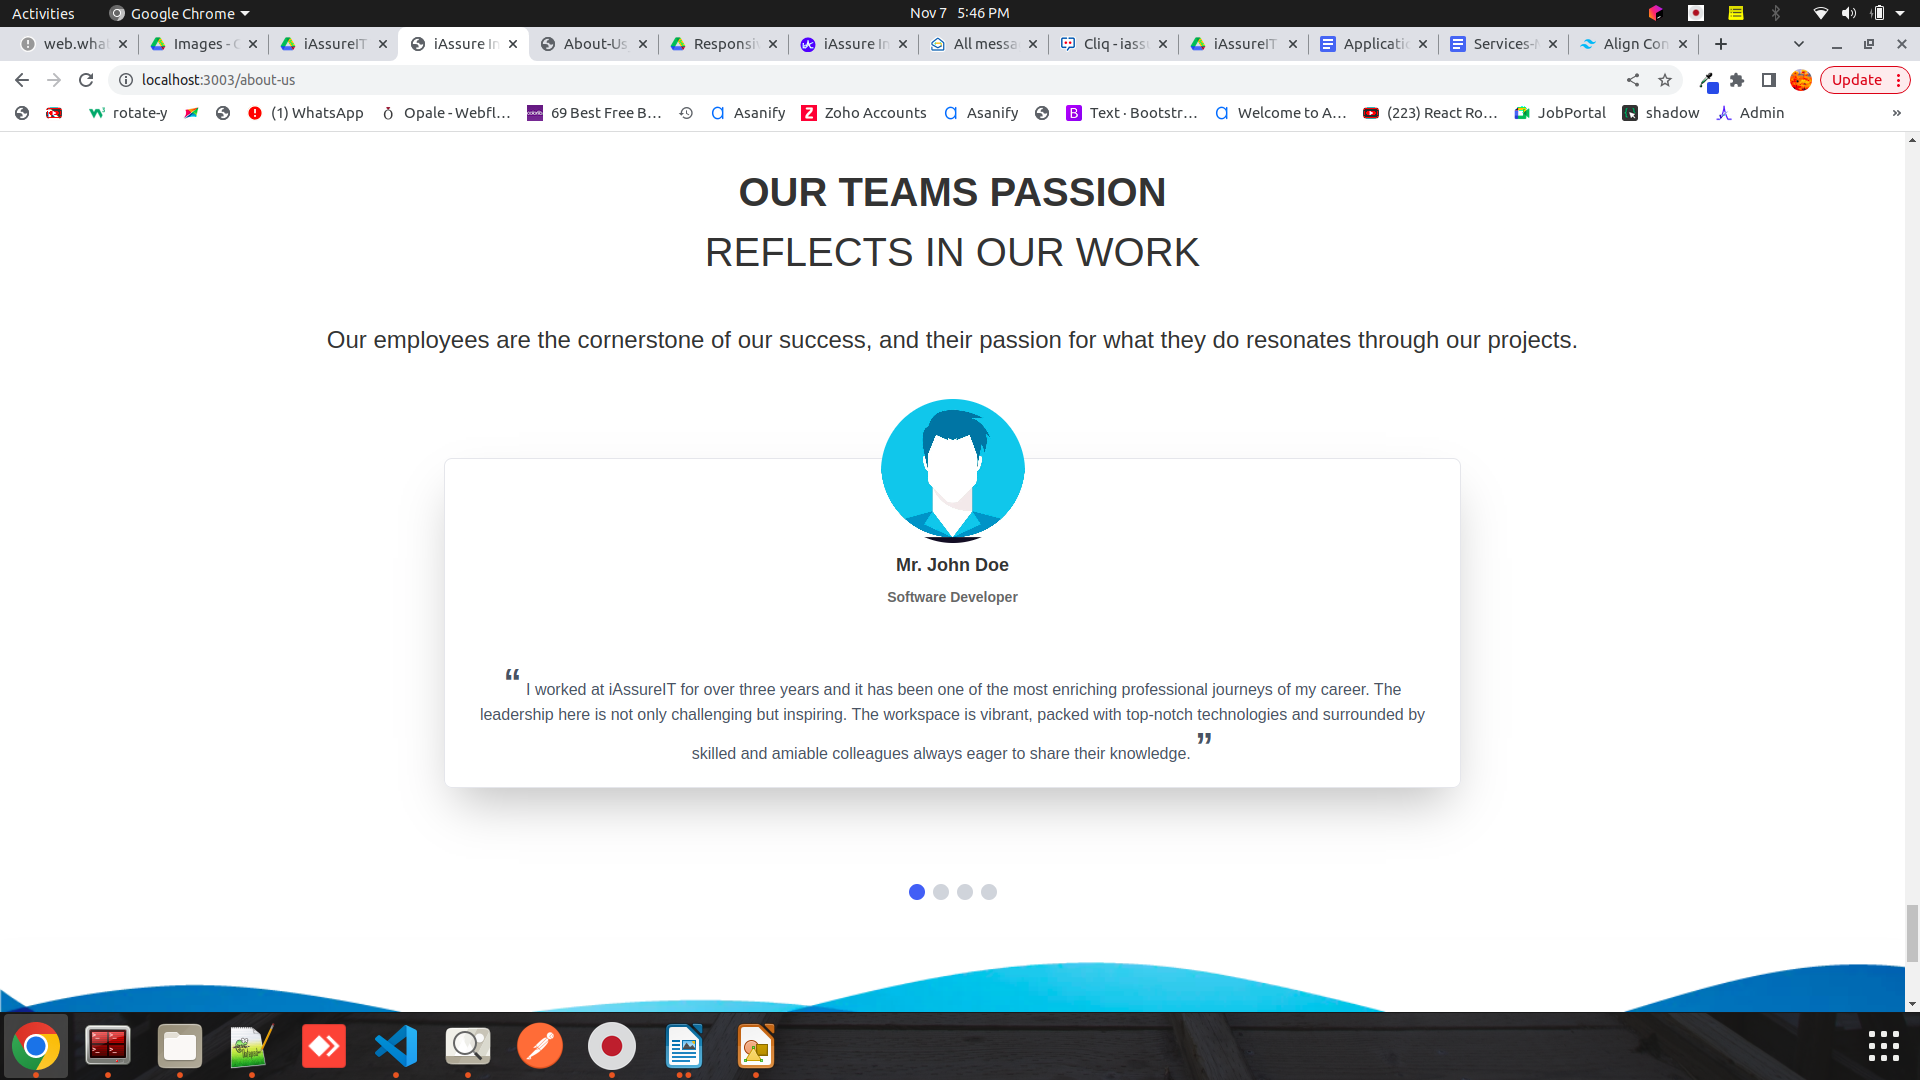 Activities
Google Chrome
Nov 7 5:46 PM
web.wha
Images - 
iAssureIT
iAssure In
About-Us
Responsi
iAssure In
All messa
Cliq - iass
iAssureIT
Applicati
Services-
Align Con
localhost:3003/about-us
Update
rotate-y
(1) WhatsApp
Opale - Webfl...
69 Best Free B...
Asanify
Zoho Accounts
Asanify
Text · Bootstr...
Welcome to A...
(223) React Ro...
JobPortal
shadow
Admin
»
OUR TEAMS PASSION
REFLECTS IN OUR WORK
Our employees are the cornerstone of our success, and their passion for what they do resonates through our projects.
Mr. John Doe
Software Developer
“ I worked at iAssureIT for over three years and it has been one of the most enriching professional journeys of my career. The
leadership here is not only challenging but inspiring. The workspace is vibrant, packed with top-notch technologies and surrounded by
skilled and amiable colleagues always eager to share their knowledge. ”